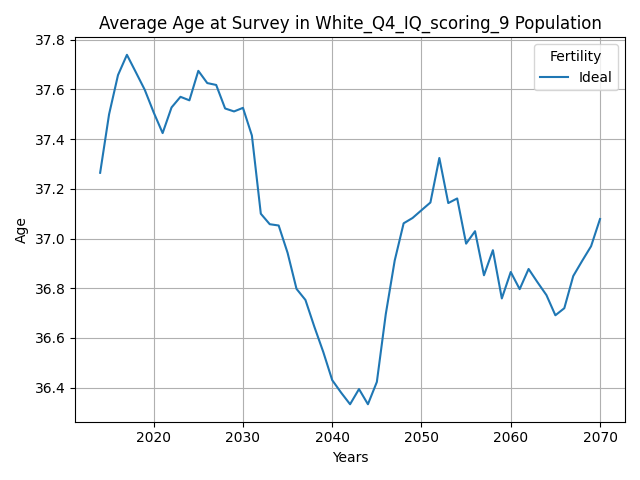 Average Age at Survey in White_Q4_IQ_scoring_9 Population
Fertility
Ideal
Age
37.8
37.6
37.4
37.2
37.0
36.8
36.6
36.4
2020 2030 2040 2050 2060 2070
Years